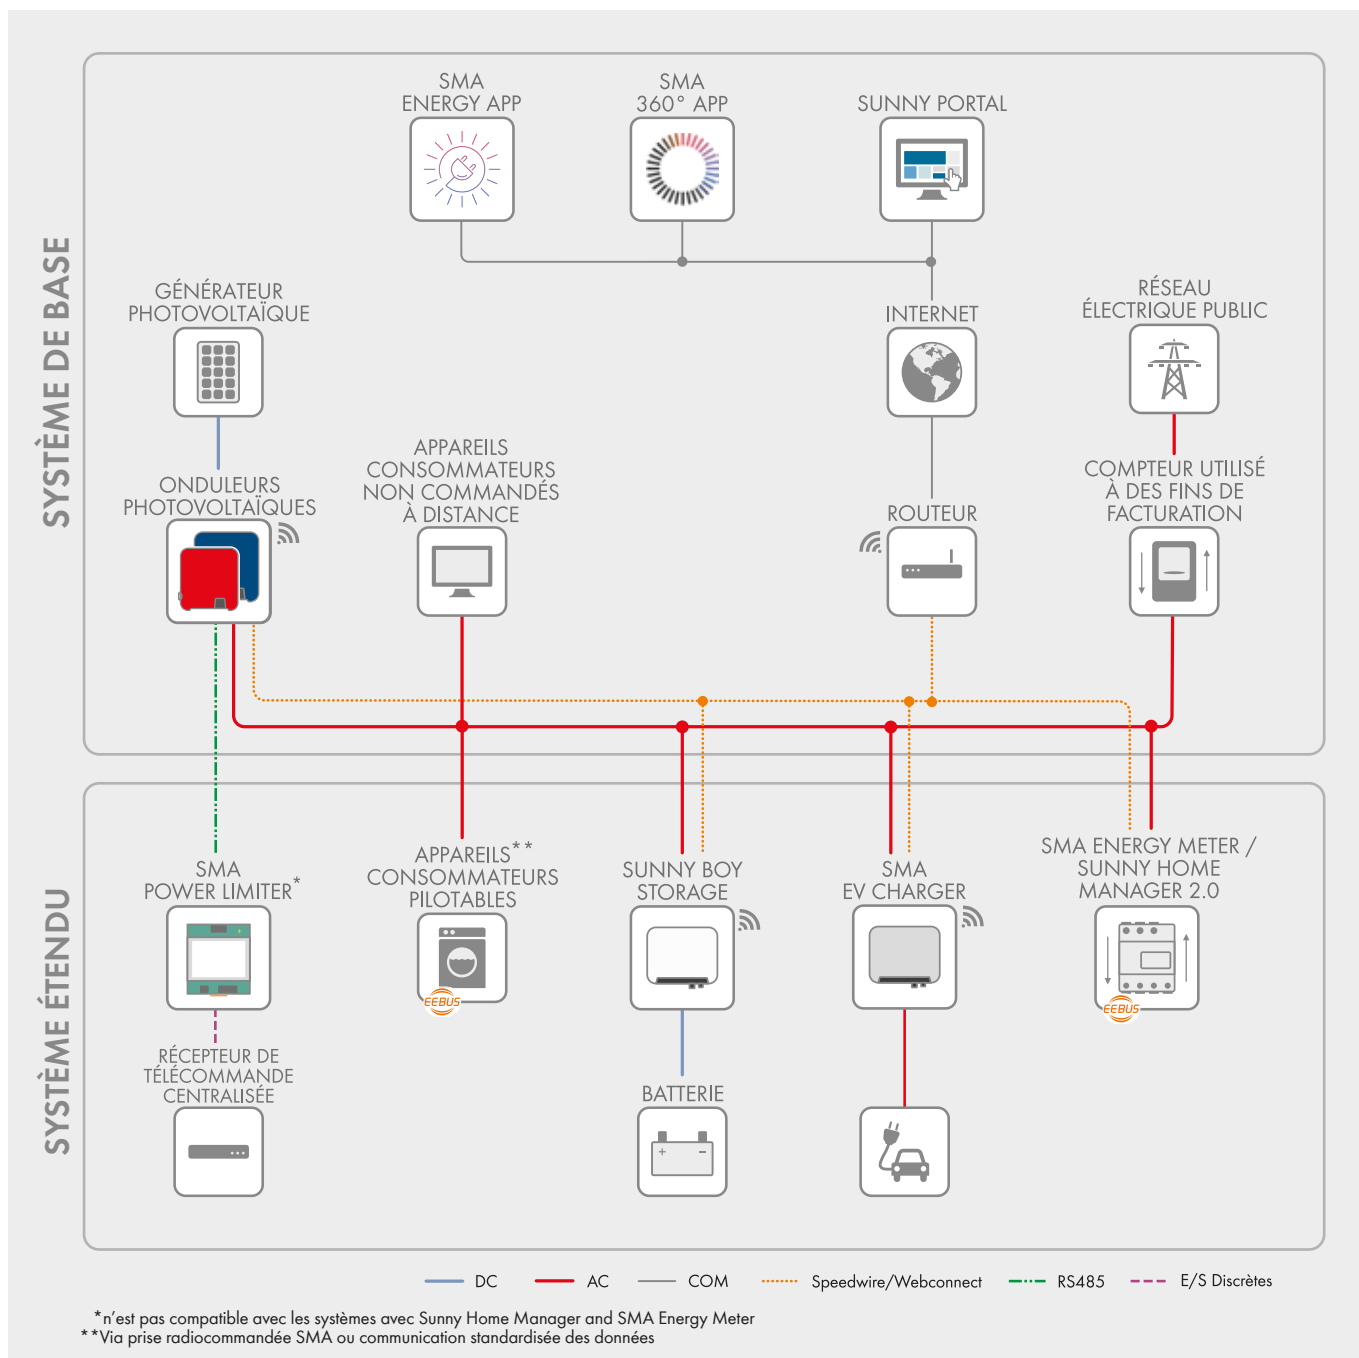 SYSTÈME DE BASE
SMA
ENERGY APP
SMA
360° APP
SUNNY PORTAL
GÉNÉRATEUR
PHOTOVOLTAÏQUE
INTERNET
RÉSEAU
ÉLECTRIQUE PUBLIC
ONDULEURS
PHOTOVOLTAÏQUES
APPAREILS
CONSOMMATEURS
NON COMMANDÉS
À DISTANCE
ROUTEUR
COMPTEUR UTILISÉ
À DES FINS DE
FACTURATION
SYSTÈME ÉTENDU
SMA
POWER LIMITER*
APPAREILS**
CONSOMMATEURS
PILOTABLES
EEBUS
SUNNY BOY
STORAGE
SMA
EV CHARGER
SMA ENERGY METER /
SUNNY HOME
MANAGER 2.0
EEBUS
RÉCEPTEUR DE
TÉLÉCOMMANDE
CENTRALISÉE
BATTERIE
+ −
DC
AC
COM
Speedwire/Webconnect
RS485
E/S Discrètes
*n’est pas compatible avec les systèmes avec Sunny Home Manager and SMA Energy Meter
**Via prise radiocommandée SMA ou communication standardisée des données